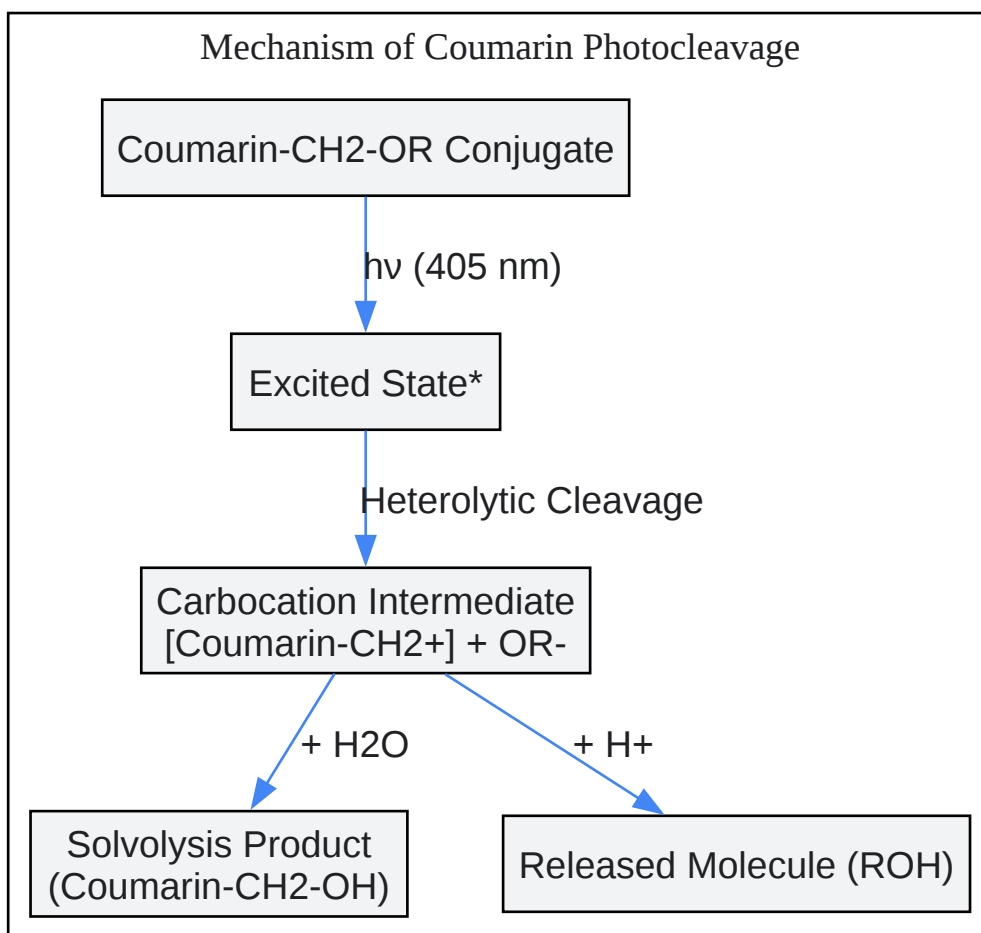 Mechanism of Coumarin Photocleavage
Coumarin-CH2-OR Conjugate
hν (405 nm)
Excited State*
Heterolytic Cleavage
Carbocation Intermediate
[Coumarin-CH2+] + OR-
+ H2O
+ H+
Solvolysis Product
(Coumarin-CH2-OH)
Released Molecule (ROH)